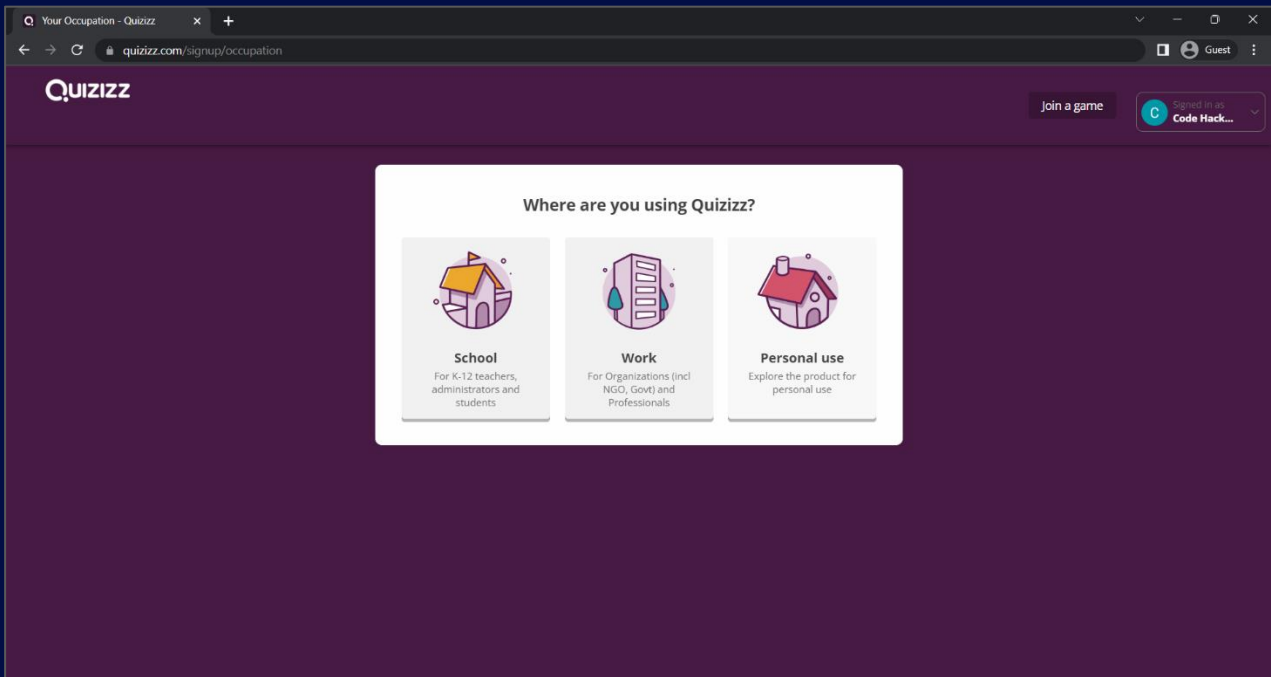 Your Occupation - Quizizz
quizizz.com/signup/occupation
Guest
Quizizz
Join a game
C
Signed in as
Code Hack...
Where are you using Quizizz?
School
For K-12 teachers,
administrators and
students
Work
For Organizations (incl
NGO, Govt) and
Professionals
Personal use
Explore the product for
personal use